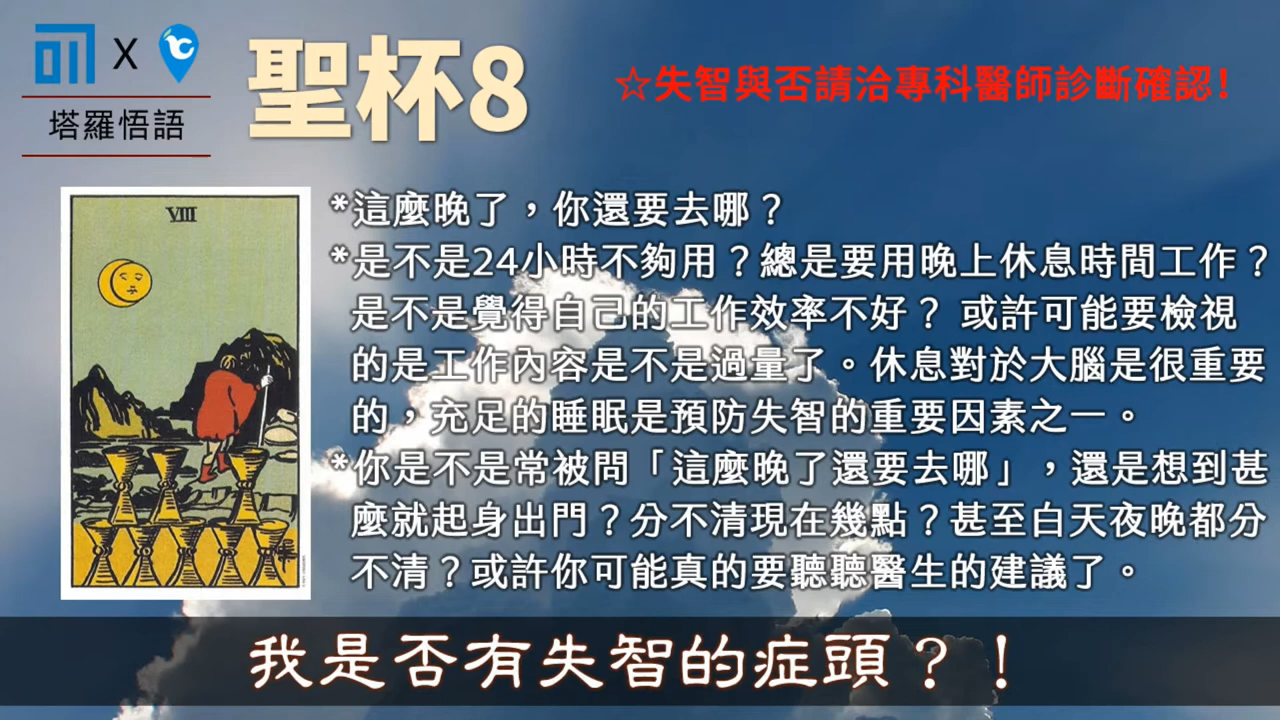 X
塔羅悟語
聖杯8
☆失智與否請洽專科醫師診斷確認！
VIII
*這麼晚了，你還要去哪？
*是不是24小時不夠用？總是要用晚上休息時間工作？
是不是覺得自己的工作效率不好？ 或許可能要檢視
的是工作內容是不是過量了。休息對於大腦是很重要
的，充足的睡眠是預防失智的重要因素之一。
*你是不是常被問「這麼晚了還要去哪」，還是想到甚
麼就起身出門？分不清現在幾點？甚至白天夜晚都分
不清？或許你可能真的要聽聽醫生的建議了。
我是否有失智的症頭？！